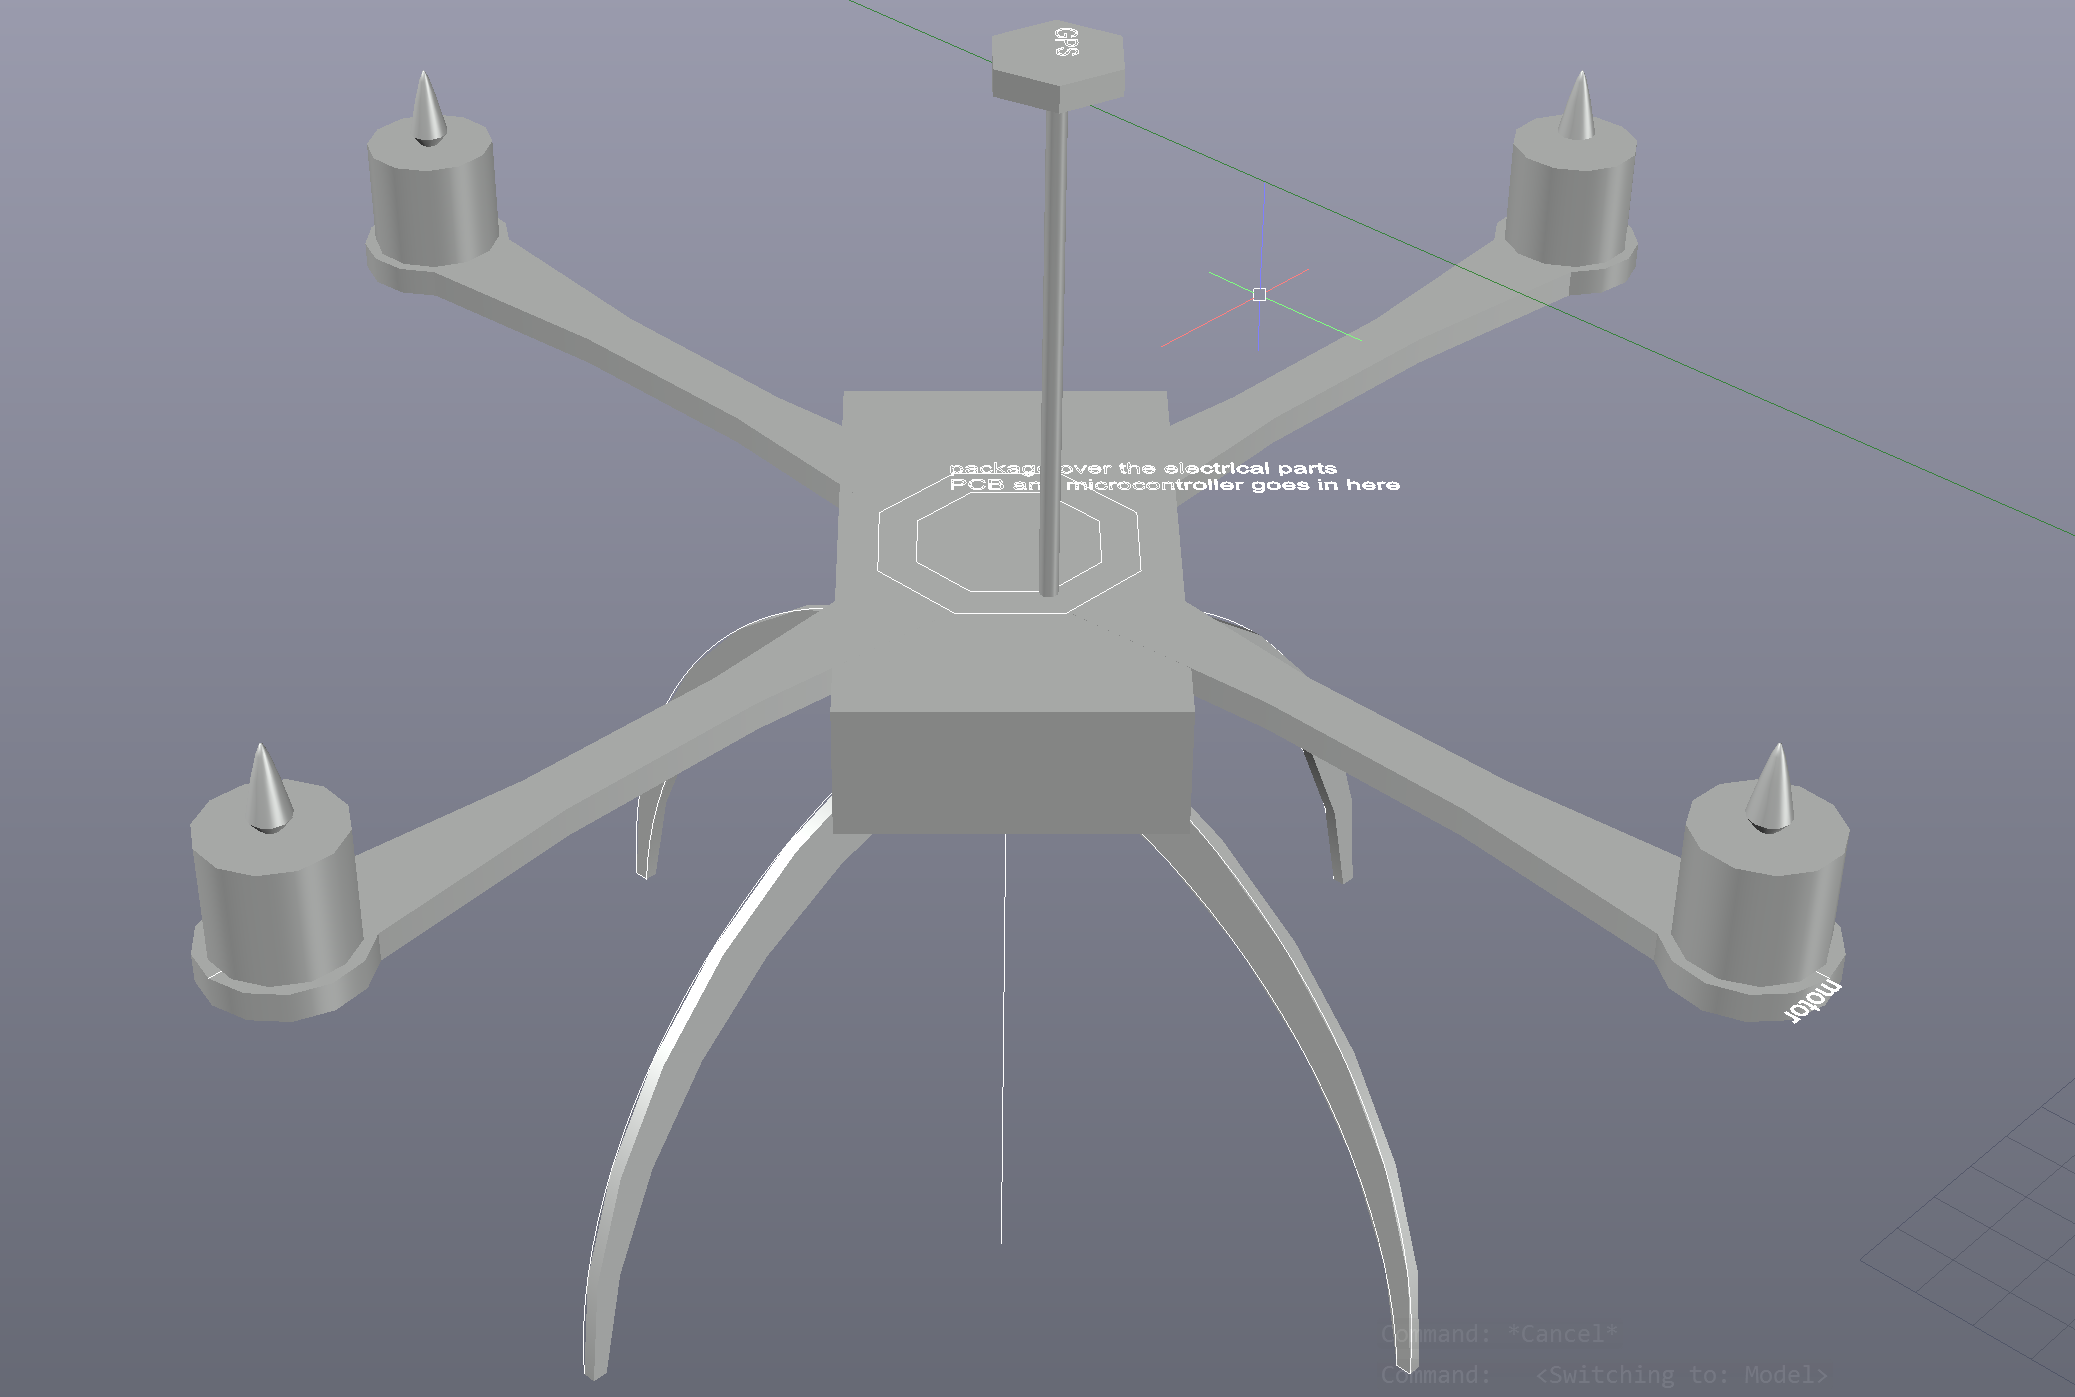 GPS
package over the electrical parts
PCB and microcontroller goes in here
motor
Command: *Cancel*
Command: <Switching to: Model>